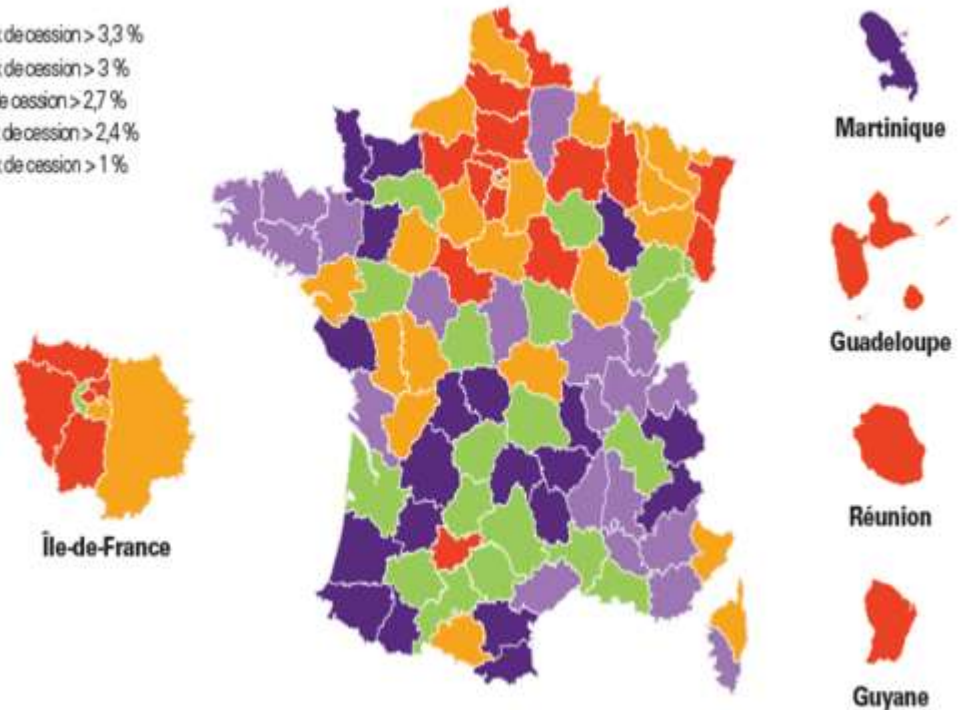 de cession > 3,3 %
de cession > 3 %
de cession > 2,7 %
de cession > 2,4 %
de cession > 1 %
Martinique
Guadeloupe
Île-de-France
Réunion
Guyane